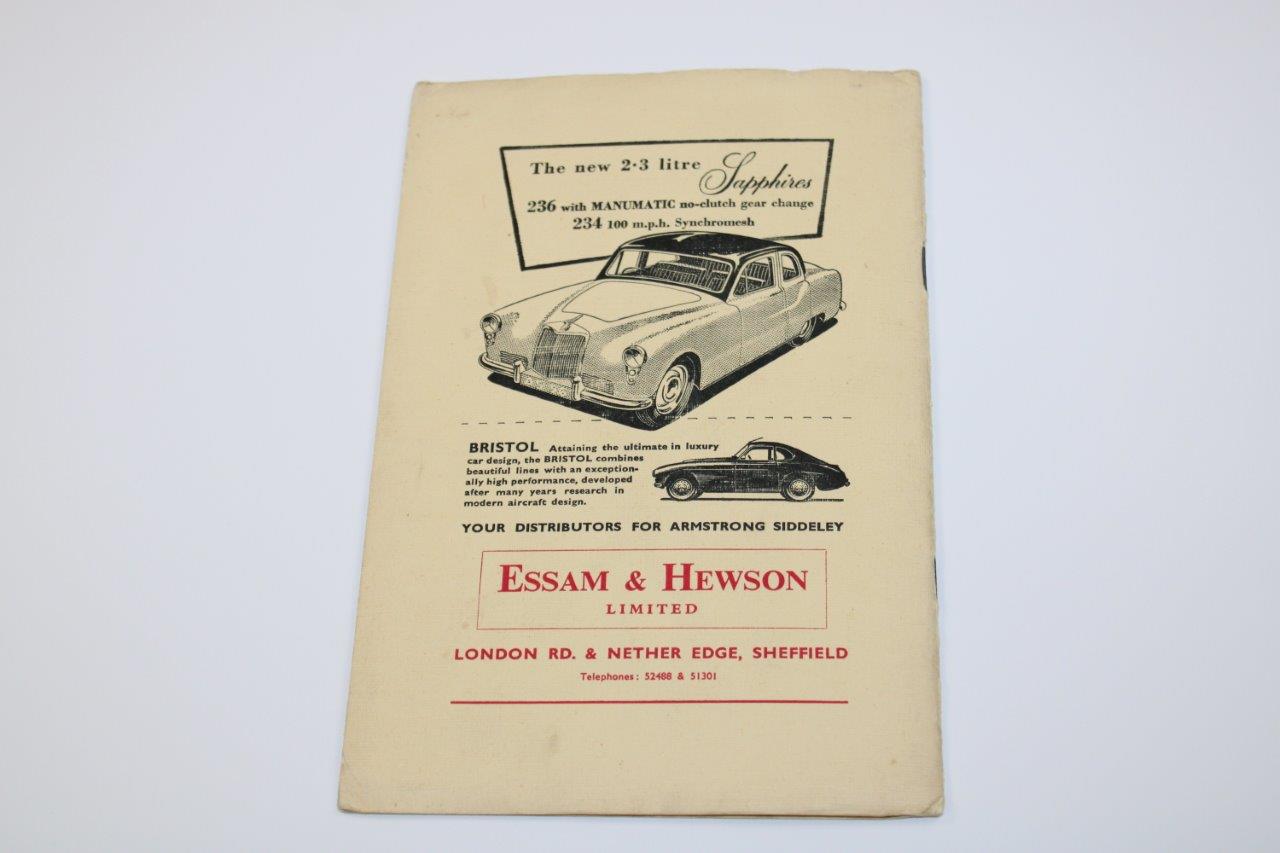 The new 2·3 litre Sapphires
236 with MANUMATIC no-clutch gear change
234 100 m.p.h. Synchromesh
BRISTOL Attaining the ultimate in luxury
car design, the BRISTOL combines
beautiful lines with an exception-
ally high performance, developed
after many years research in
modern aircraft design.
YOUR DISTRIBUTORS FOR ARMSTRONG SIDDELEY
ESSAM & HEWSON
LIMITED
LONDON RD. & NETHER EDGE, SHEFFIELD
Telephones: 52488 & 51301